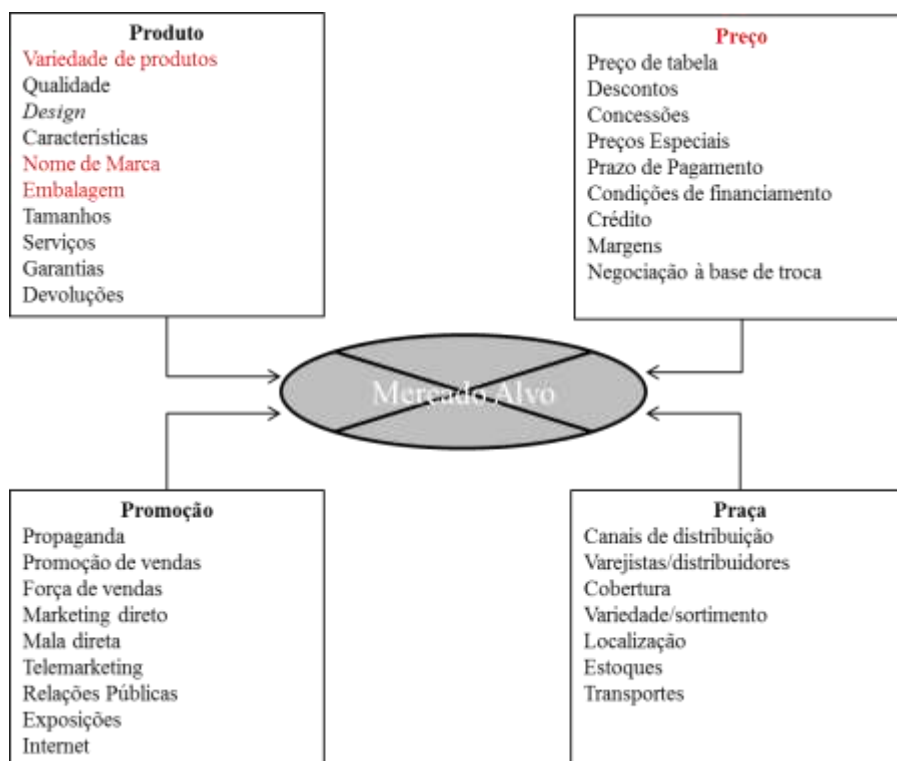 Produto
Variedade de produtos
Qualidade
Design
Características
Nome de Marca
Embalagem
Tamanhos
Serviços
Garantias
Devoluções
Preço
Preço de tabela
Descontos
Concessões
Preços Especiais
Prazo de Pagamento
Condições de financiamento
Crédito
Margens
Negociação à base de troca
Mercado Alvo
Promoção
Propaganda
Promoção de vendas
Força de vendas
Marketing direto
Mala direta
Telemarketing
Relações Públicas
Exposições
Internet
Praça
Canais de distribuição
Varejistas/distribuidores
Cobertura
Variedade/sortimento
Localização
Estoques
Transportes